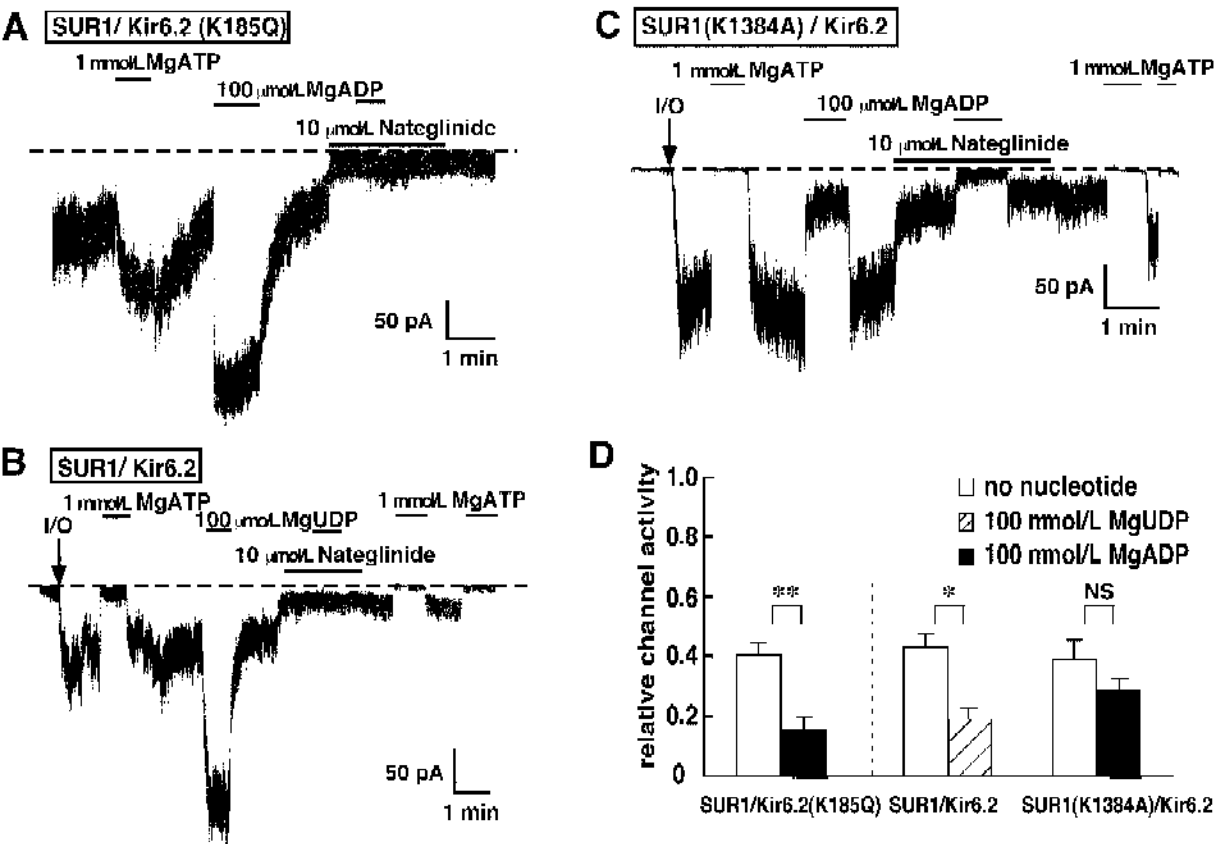 A SUR1/ Kir6.2 (K185Q)
1 mmol/L MgATP
100 μmol/L MgADP
10 μmol/L Nateglinide
50 pA
1 min
B SUR1/ Kir6.2
1 mmol/L MgATP
1 mmol/L MgATP
I/O
100 μmol/L MgUDP
10 μmol/L Nateglinide
50 pA
1 min
C SUR1(K1384A) / Kir6.2
1 mmol/L MgATP
1 mmol/L MgATP
I/O
100 μmol/L MgADP
10 μmol/L Nateglinide
50 pA
1 min
D
relative channel activity
1.0
0.8
0.6
0.4
0.2
0
no nucleotide
100 nmol/L MgUDP
100 nmol/L MgADP
**
*
NS
SUR1/Kir6.2(K185Q)
SUR1/Kir6.2
SUR1(K1384A)/Kir6.2